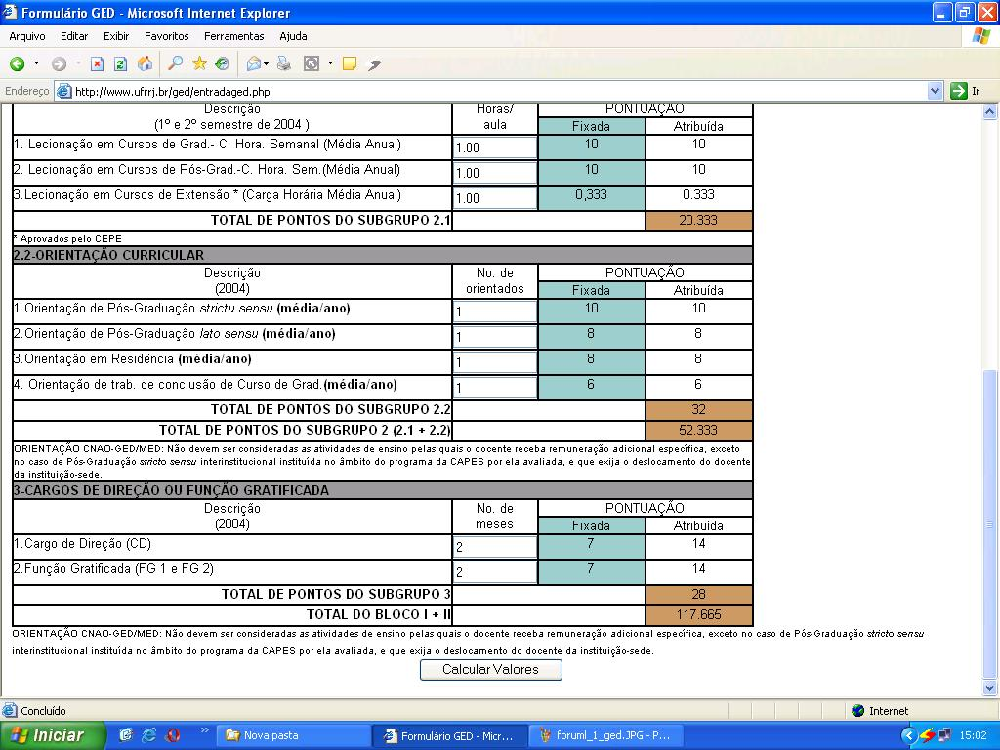 Formulário GED - Microsoft Internet Explorer
Arquivo Editar Exibir Favoritos Ferramentas Ajuda
Endereço http://www.ufrrj.br/ged/entradaged.php Ir
Descrição Horas/ PONTUAÇÃO
(1º e 2º semestre de 2004 ) aula Fixada Atribuída
1. Lecionação em Cursos de Grad.- C. Hora. Semanal (Média Anual) 1.00 10 10
2. Lecionação em Cursos de Pós-Grad.-C. Hora. Sem.(Média Anual) 1.00 10 10
3.Lecionação em Cursos de Extensão * (Carga Horária Média Anual) 1.00 0,333 0.333
TOTAL DE PONTOS DO SUBGRUPO 2.1 20.333
* Aprovados pelo CEPE
2.2-ORIENTAÇÃO CURRICULAR
Descrição No. de PONTUAÇÃO
(2004) orientados Fixada Atribuída
1.Orientação de Pós-Graduação strictu sensu (média/ano) 1 10 10
2.Orientação de Pós-Graduação lato sensu (média/ano) 1 8 8
3.Orientação em Residência (média/ano) 1 8 8
4. Orientação de trab. de conclusão de Curso de Grad.(média/ano) 1 6 6
TOTAL DE PONTOS DO SUBGRUPO 2.2 32
TOTAL DE PONTOS DO SUBGRUPO 2 (2.1 + 2.2) 52.333
ORIENTAÇÃO CNAO-GED/MED: Não devem ser consideradas as atividades de ensino pelas quais o docente receba remuneração adicional específica, exceto
no caso de Pós-Graduação stricto sensu interinstitucional instituída no âmbito do programa da CAPES por ela avaliada, e que exija o deslocamento do docente
da instituição-sede.
3-CARGOS DE DIREÇÃO OU FUNÇÃO GRATIFICADA
Descrição No. de PONTUAÇÃO
(2004) meses Fixada Atribuída
1.Cargo de Direção (CD) 2 7 14
2.Função Gratificada (FG 1 e FG 2) 2 7 14
TOTAL DE PONTOS DO SUBGRUPO 3 28
TOTAL DO BLOCO I + II 117.665
ORIENTAÇÃO CNAO-GED/MED: Não devem ser consideradas as atividades de ensino pelas quais o docente receba remuneração adicional específica, exceto no caso de Pós-Graduação stricto sensu
interinstitucional instituída no âmbito do programa da CAPES por ela avaliada, e que exija o deslocamento do docente da instituição-sede.
Calcular Valores
Concluído Internet
Iniciar » Nova pasta Formulário GED - Micr... foruml_1_ged.JPG - P... 15:02